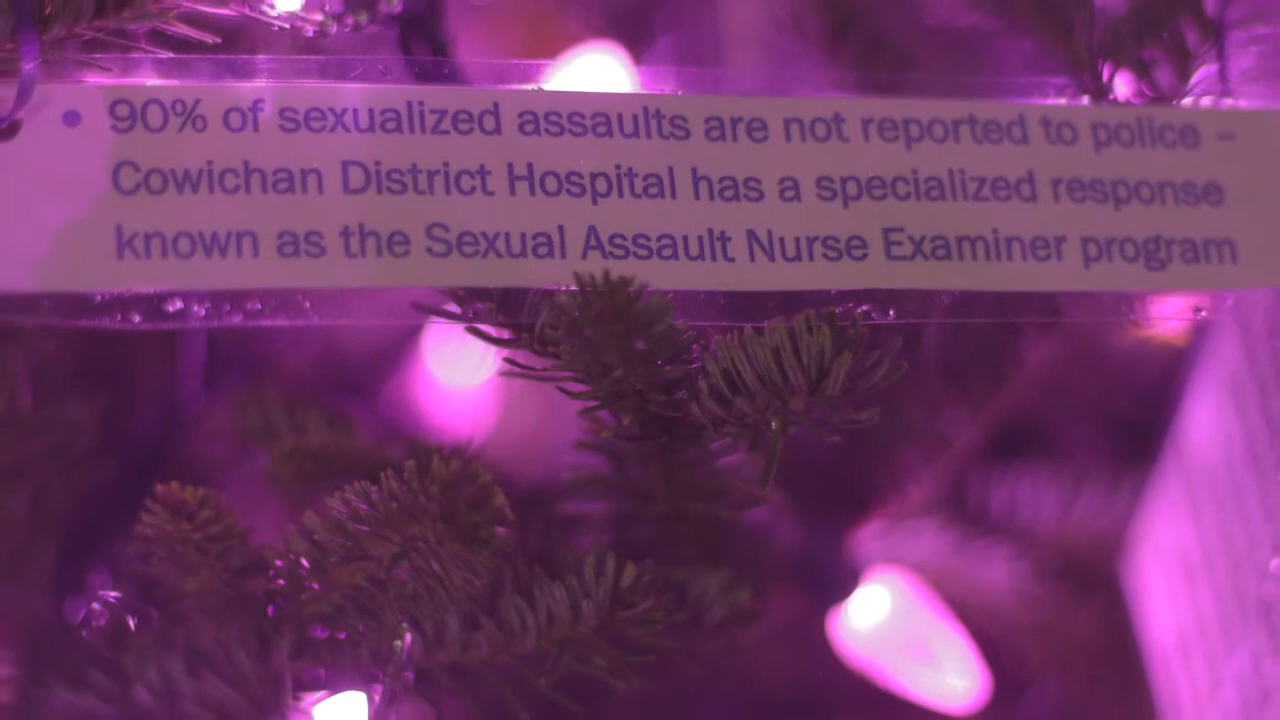 • 90% of sexualized assaults are not reported to police –
Cowichan District Hospital has a specialized response
known as the Sexual Assault Nurse Examiner program